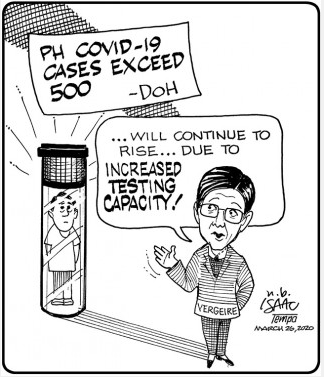 PH COVID-19
CASES EXCEED
500 -DOH
...WILL CONTINUE TO
RISE... DUE TO
INCREASED
TESTING
CAPACITY!
VERGEIRE
n.b.
ISAAC
Tempo
MARCH 26, 2020